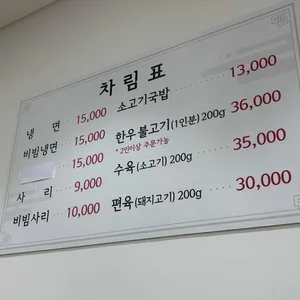 차림표
냉 면 15,000
비빔냉면 15,000
15,000
사 리 9,000
비빔사리 10,000
소고기국밥 13,000
한우불고기(1인분)200g 36,000
* 2인이상 주문가능
수육(소고기) 200g 35,000
편육(돼지고기) 200g 30,000